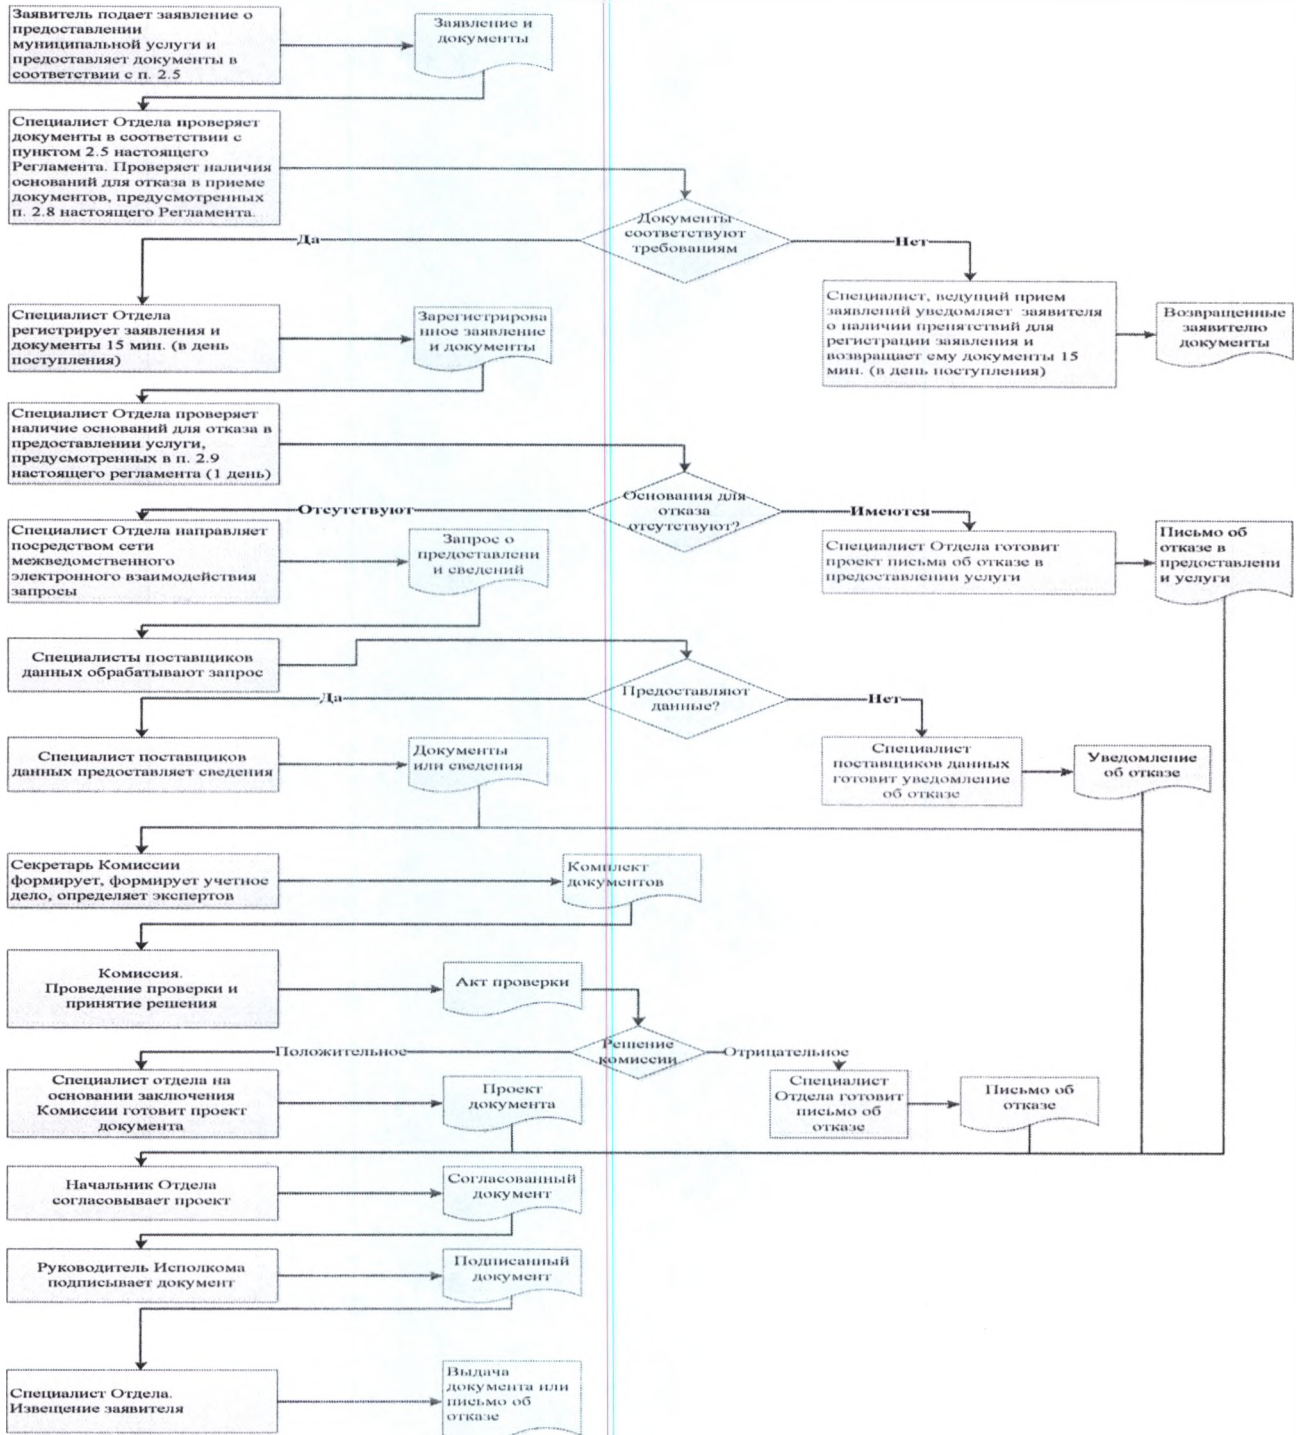 Заявитель подает заявление о
предоставлении
муниципальной услуги и
предоставляет документы в
соответствии с п. 2.5
Заявление и
документы
Специалист Отдела проверяет
документы в соответствии с
пунктом 2.5 настоящего
Регламента. Проверяет наличия
оснований для отказа в приеме
документов, предусмотренных
п. 2.8 настоящего Регламента.
Документы
соответствуют
требованиям
Да
Нет
Специалист Отдела
регистрирует заявления и
документы 15 мин. (в день
поступления)
Зарегистрирова
нное заявление
и документы
Специалист, ведущий прием
заявлений уведомляет заявителя
о наличии препятствий для
регистрации заявления и
возвращает ему документы 15
мин. (в день поступления)
Возвращенные
заявителю
документы
Специалист Отдела проверяет
наличие оснований для отказа в
предоставлении услуги,
предусмотренных в п. 2.9
настоящего регламента (1 день)
Основания для
отказа
отсутствуют?
Отсутствуют
Имеются
Специалист Отдела направляет
посредством сети
межведомственного
электронного взаимодействия
запросы
Запрос о
предоставлени
и сведений
Специалист Отдела готовит
проект письма об отказе в
предоставлении услуги
Письмо об
отказе в
предоставлени
и услуги
Специалисты поставщиков
данных обрабатывают запрос
Предоставляют
данные?
Да
Нет
Специалист поставщиков
данных предоставляет сведения
Документы
или сведения
Специалист
поставщиков данных
готовит уведомление
об отказе
Уведомление
об отказе
Секретарь Комиссии
формирует, формирует учетное
дело, определяет экспертов
Комплект
документов
Комиссия.
Проведение проверки и
принятие решения
Акт проверки
Решение
комиссии
Положительное
Отрицательное
Специалист отдела на
основании заключения
Комиссии готовит проект
документа
Проект
документа
Специалист
Отдела готовит
письмо об
отказе
Письмо об
отказе
Начальник Отдела
согласовывает проект
Согласованный
документ
Руководитель Исполкома
подписывает документ
Подписанный
документ
Специалист Отдела.
Извещение заявителя
Выдача
документа или
письмо об
отказе